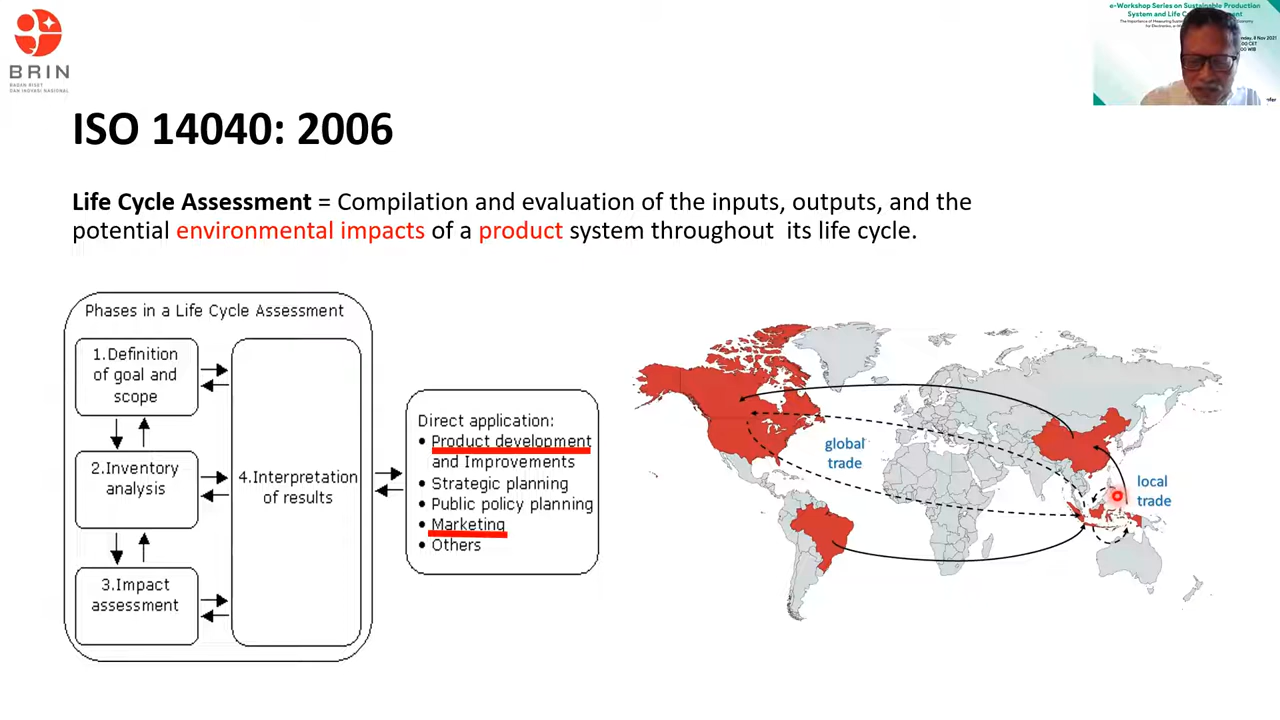 BRIN
BADAN RISET
DAN INOVASI NASIONAL
e-Workshop Series on Sustainable Production
System and Life
ISO 14040: 2006
Life Cycle Assessment = Compilation and evaluation of the inputs, outputs, and the
potential environmental impacts of a product system throughout its life cycle.
Phases in a Life Cycle Assessment
1.Definition
of goal and
scope
2.Inventory
analysis
3.Impact
assessment
4.Interpretation
of results
Direct application:
• Product development
and Improvements
• Strategic planning
• Public policy planning
• Marketing
• Others
global
trade
local
trade